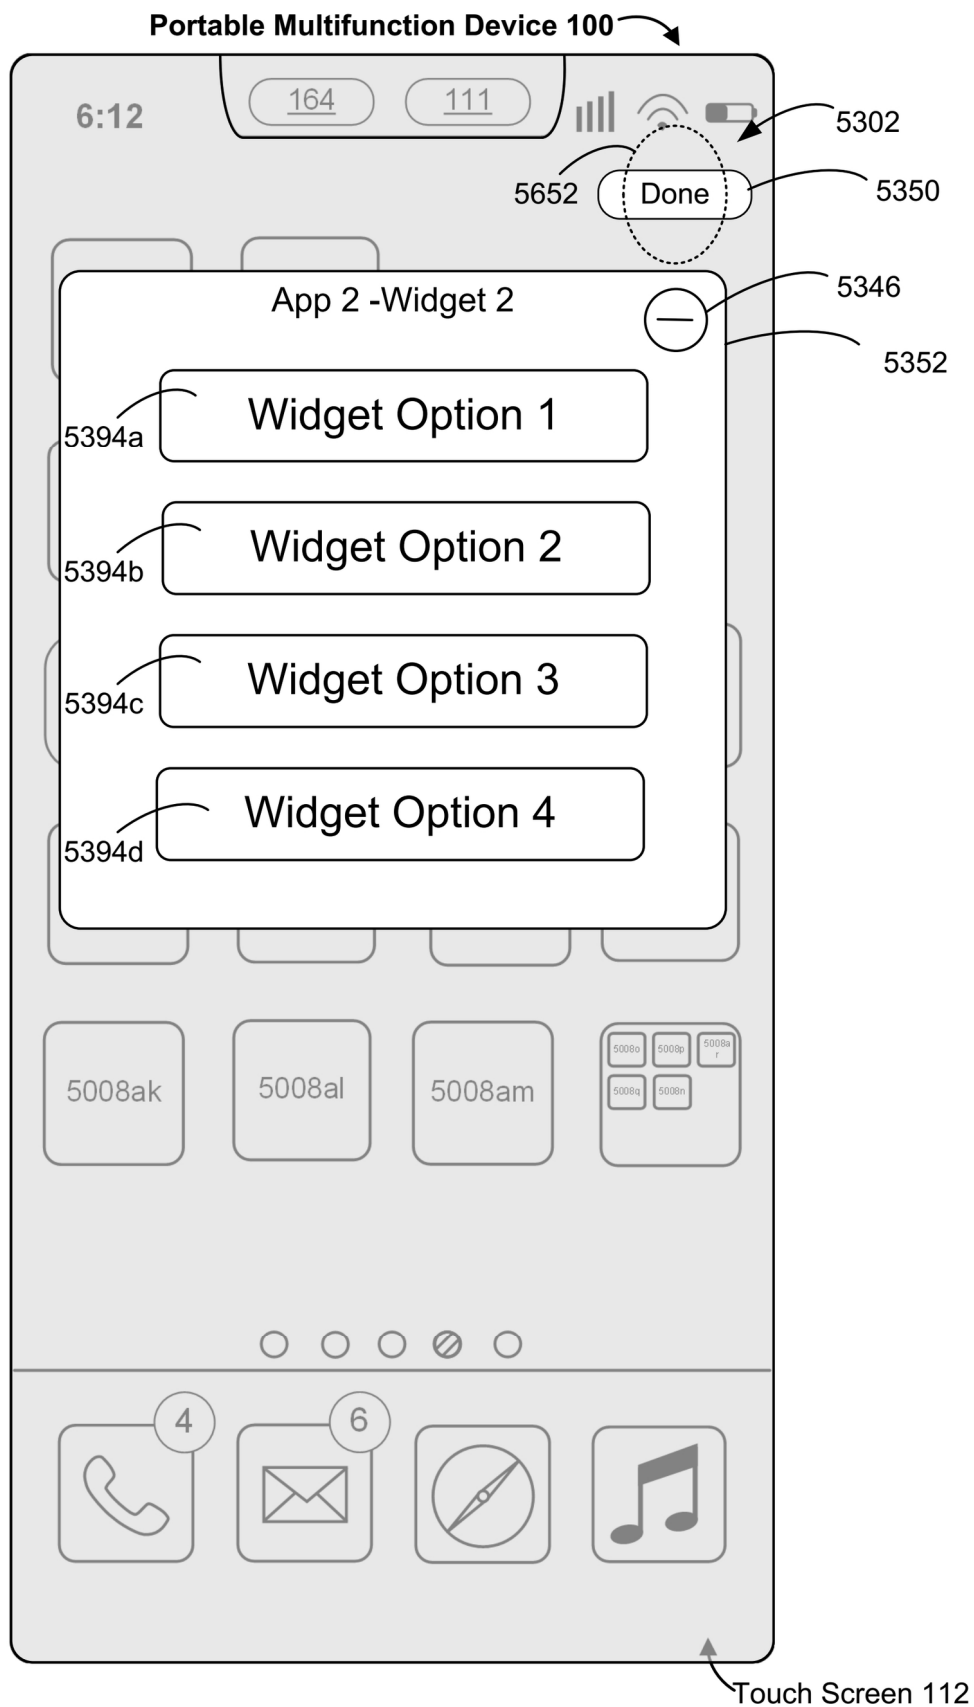 Portable Multifunction Device 100
6:12
164
111
5302
5652
Done
5350
App 2 -Widget 2
5346
5352
Widget Option 1
5394a
Widget Option 2
5394b
Widget Option 3
5394c
Widget Option 4
5394d
5008ak
5008al
5008am
5008o
5008p
5008a
r
5008q
5008n
4
6
Touch Screen 112